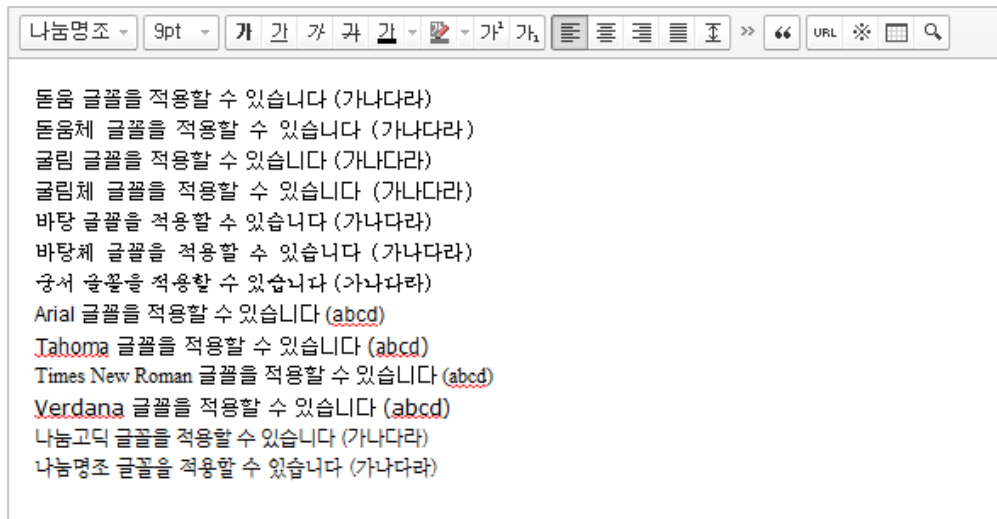 나눔명조 9pt 가 가 가 가 가 가² 가₁ » “ URL ※
돋움 글꼴을 적용할 수 있습니다 (가나다라)
돋움체 글꼴을 적용할 수 있습니다 (가나다라)
굴림 글꼴을 적용할 수 있습니다 (가나다라)
굴림체 글꼴을 적용할 수 있습니다 (가나다라)
바탕 글꼴을 적용할 수 있습니다 (가나다라)
바탕체 글꼴을 적용할 수 있습니다 (가나다라)
궁서 글꼴을 적용할 수 있습니다 (가나다라)
Arial 글꼴을 적용할 수 있습니다 (abcd)
Tahoma 글꼴을 적용할 수 있습니다 (abcd)
Times New Roman 글꼴을 적용할 수 있습니다 (abcd)
Verdana 글꼴을 적용할 수 있습니다 (abcd)
나눔고딕 글꼴을 적용할 수 있습니다 (가나다라)
나눔명조 글꼴을 적용할 수 있습니다 (가나다라)